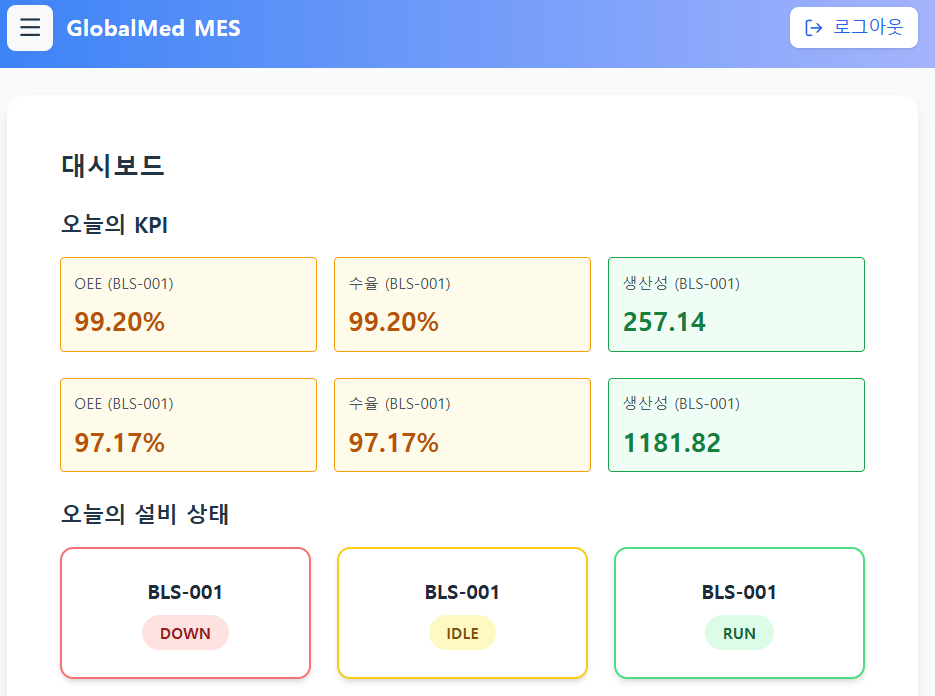 GlobalMed MES
로그아웃
대시보드
오늘의 KPI
OEE (BLS-001)
수율 (BLS-001)
생산성 (BLS-001)
99.20%
99.20%
257.14
OEE (BLS-001)
수율 (BLS-001)
생산성 (BLS-001)
97.17%
97.17%
1181.82
오늘의 설비 상태
BLS-001
BLS-001
BLS-001
DOWN
IDLE
RUN